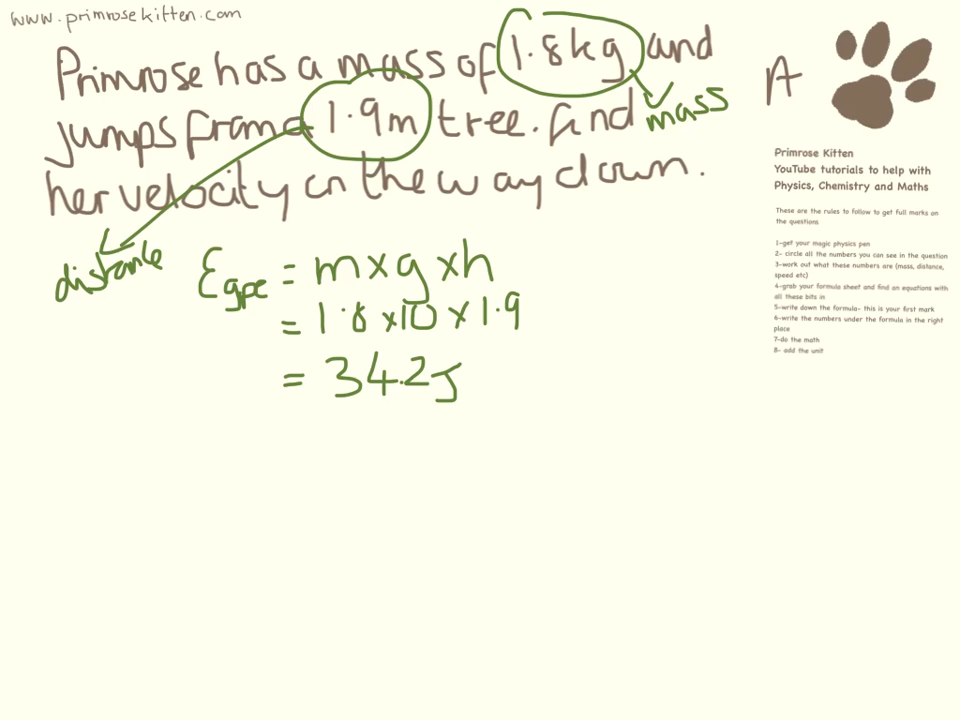 www.primrosekitten.com
Primrose has a mass of 1.8kg and
A
mass
jumps from a 1.9m tree. find
her velocity on the way down.
distance
Egpe = m x g x h
= 1.8 x 10 x 1.9
= 34.2J
Primrose Kitten
YouTube tutorials to help with
Physics, Chemistry and Maths
These are the rules to follow to get full marks on
the questions
1-get your magic physics pen
2- circle all the numbers you can see in the question
3-work out what these numbers are (mass, distance,
speed etc)
4-grab your formula sheet and find an equations with
all these bits in
5-write down the formula- this is your first mark
6-write the numbers under the formula in the right
place
7-do the math
8- add the unit